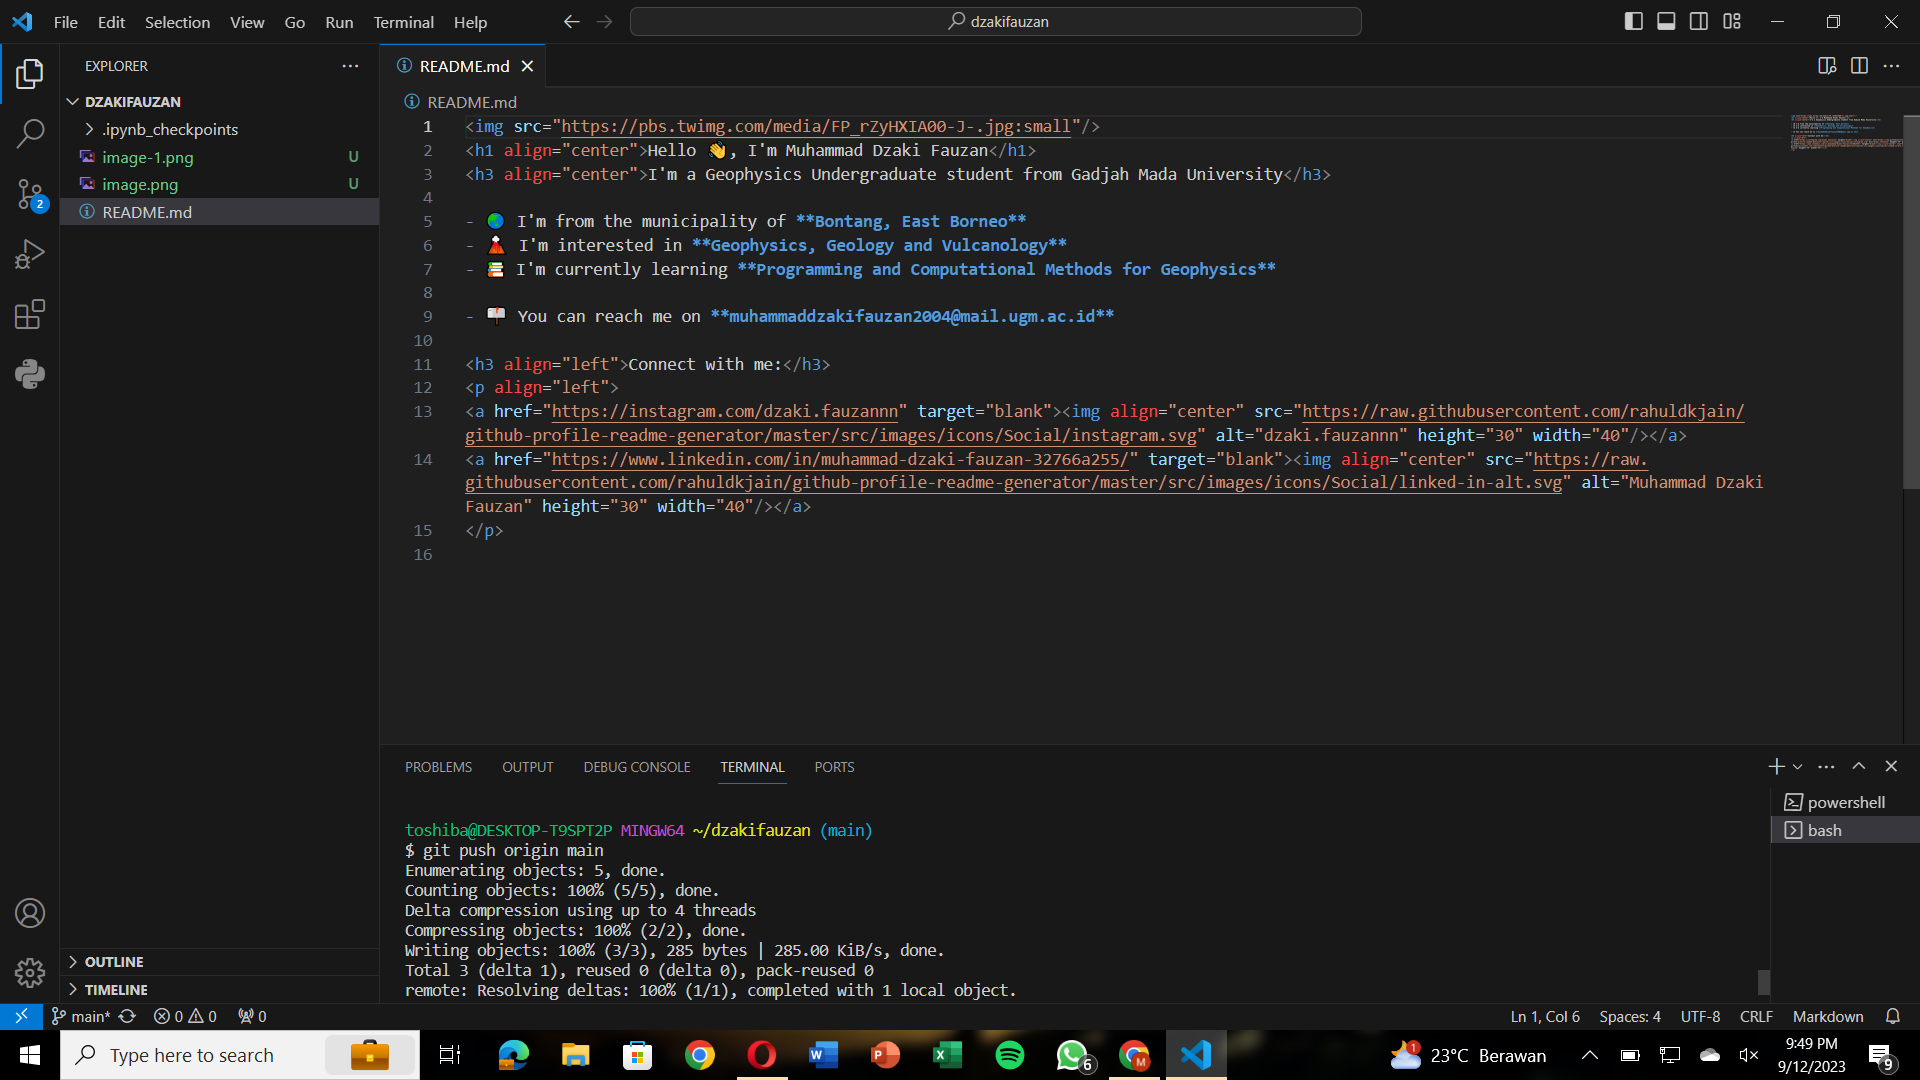 File Edit Selection View Go Run Terminal Help
dzakifauzan
EXPLORER
DZAKIFAUZAN
.ipynb_checkpoints
image-1.png U
image.png U
README.md
2
README.md
README.md
1 <img src="https://pbs.twimg.com/media/FP_rZyHXIA00-J-.jpg:small"/>
2 <h1 align="center">Hello 👋, I'm Muhammad Dzaki Fauzan</h1>
3 <h3 align="center">I'm a Geophysics Undergraduate student from Gadjah Mada University</h3>
4
5 - 🌏 I'm from the municipality of **Bontang, East Borneo**
6 - 🌋 I'm interested in **Geophysics, Geology and Vulcanology**
7 - 📚 I'm currently learning **Programming and Computational Methods for Geophysics**
8
9 - 📬 You can reach me on **muhammaddzakifauzan2004@mail.ugm.ac.id**
10
11 <h3 align="left">Connect with me:</h3>
12 <p align="left">
13 <a href="https://instagram.com/dzaki.fauzannn" target="blank"><img align="center" src="https://raw.githubusercontent.com/rahuldkjain/
github-profile-readme-generator/master/src/images/icons/Social/instagram.svg" alt="dzaki.fauzannn" height="30" width="40"/></a>
14 <a href="https://www.linkedin.com/in/muhammad-dzaki-fauzan-32766a255/" target="blank"><img align="center" src="https://raw.
githubusercontent.com/rahuldkjain/github-profile-readme-generator/master/src/images/icons/Social/linked-in-alt.svg" alt="Muhammad Dzaki
Fauzan" height="30" width="40"/></a>
15 </p>
16
PROBLEMS OUTPUT DEBUG CONSOLE TERMINAL PORTS
powershell
bash
toshiba@DESKTOP-T9SPT2P MINGW64 ~/dzakifauzan (main)
$ git push origin main
Enumerating objects: 5, done.
Counting objects: 100% (5/5), done.
Delta compression using up to 4 threads
Compressing objects: 100% (2/2), done.
Writing objects: 100% (3/3), 285 bytes | 285.00 KiB/s, done.
Total 3 (delta 1), reused 0 (delta 0), pack-reused 0
remote: Resolving deltas: 100% (1/1), completed with 1 local object.
OUTLINE
TIMELINE
main* 0 0 0
Ln 1, Col 6 Spaces: 4 UTF-8 CRLF Markdown
Type here to search
W P X 6 M
1 23°C Berawan
9:49 PM
9/12/2023
9